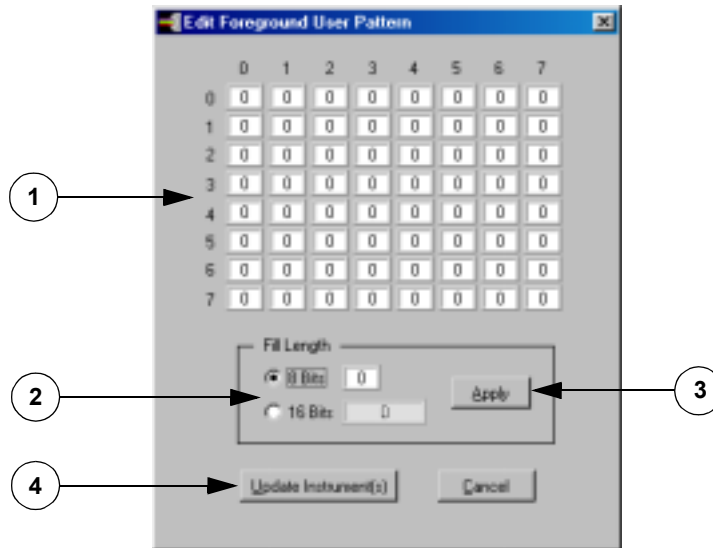 Edit Foreground User Pattern
0 1 2 3 4 5 6 7
0 0 0 0 0 0 0 0 0
1 0 0 0 0 0 0 0 0
2 0 0 0 0 0 0 0 0
3 0 0 0 0 0 0 0 0
1
4 0 0 0 0 0 0 0 0
5 0 0 0 0 0 0 0 0
6 0 0 0 0 0 0 0 0
7 0 0 0 0 0 0 0 0
Fill Length
8 Bits 0
2
Apply
3
16 Bits 0
4
Update Instrument(s) Cancel